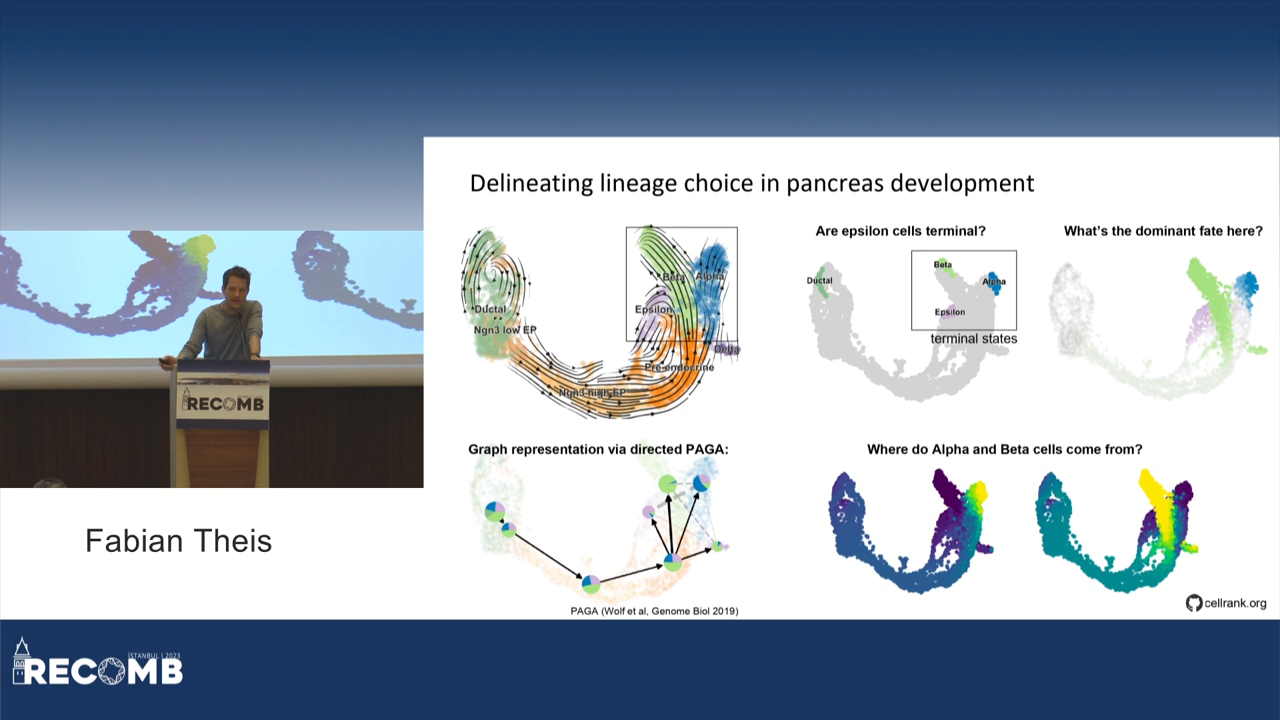 Delineating lineage choice in pancreas development
Beta
Alpha
Ductal
Epsilon
Ngn3 low EP
Delta
Pre-endocrine
Ngn3 high EP
Are epsilon cells terminal?
Beta
Ductal
Alpha
Epsilon
terminal states
What's the dominant fate here?
Graph representation via directed PAGA:
PAGA (Wolf et al, Genome Biol 2019)
Where do Alpha and Beta cells come from?
cellrank.org
RECOMB
Fabian Theis
İSTANBUL | 2023
RECOMB